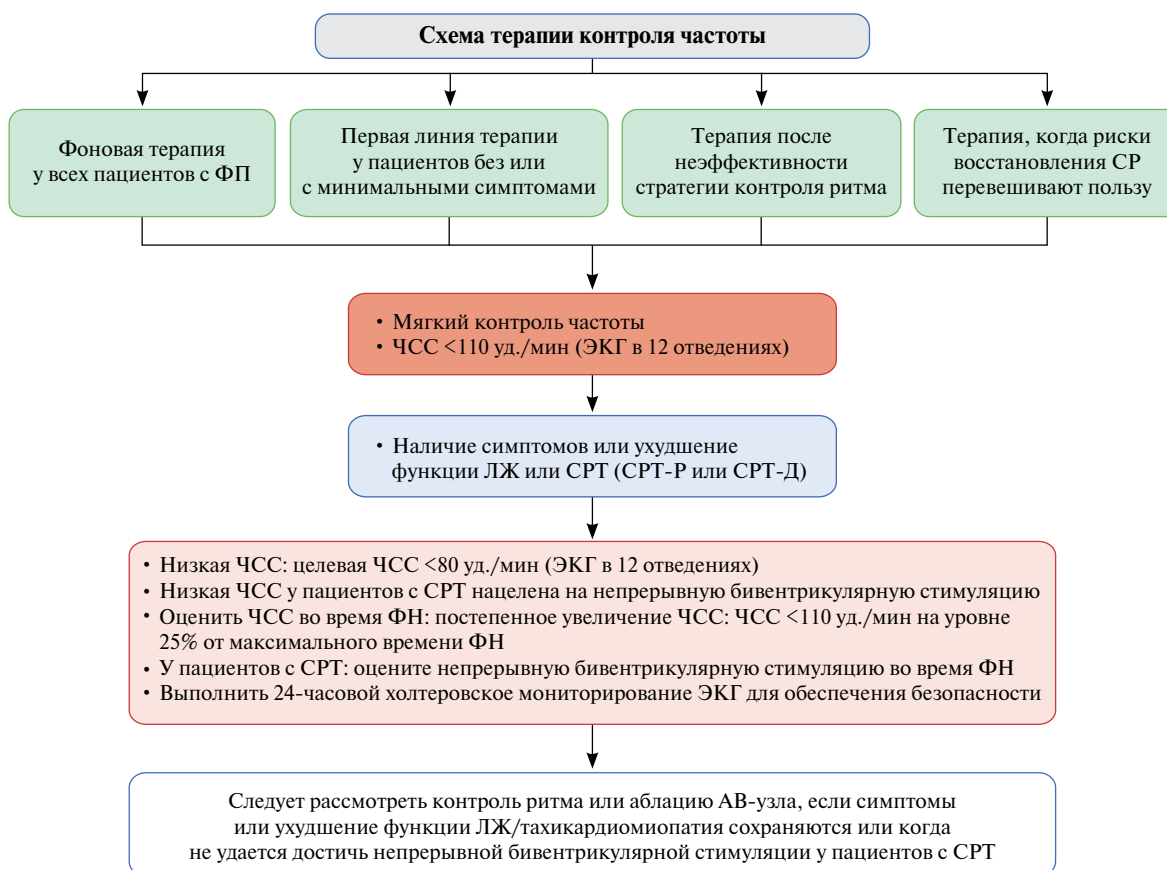 Схема терапии контроля частоты
Фоновая терапия
у всех пациентов с ФП
Первая линия терапии
у пациентов без или
с минимальными симптомами
Терапия после
неэффективности
стратегии контроля ритма
Терапия, когда риски
восстановления СР
перевешивают пользу
• Мягкий контроль частоты
• ЧСС <110 уд./мин (ЭКГ в 12 отведениях)
• Наличие симптомов или ухудшение
функции ЛЖ или СРТ (СРТ-Р или СРТ-Д)
• Низкая ЧСС: целевая ЧСС <80 уд./мин (ЭКГ в 12 отведениях)
• Низкая ЧСС у пациентов с СРТ нацелена на непрерывную бивентрикулярную стимуляцию
• Оценить ЧСС во время ФН: постепенное увеличение ЧСС: ЧСС <110 уд./мин на уровне
25% от максимального времени ФН
• У пациентов с СРТ: оцените непрерывную бивентрикулярную стимуляцию во время ФН
• Выполнить 24-часовой холтеровское мониторирование ЭКГ для обеспечения безопасности
Следует рассмотреть контроль ритма или аблацию АВ-узла, если симптомы
или ухудшение функции ЛЖ/тахикардиомиопатия сохраняются или когда
не удается достичь непрерывной бивентрикулярной стимуляции у пациентов с СРТ